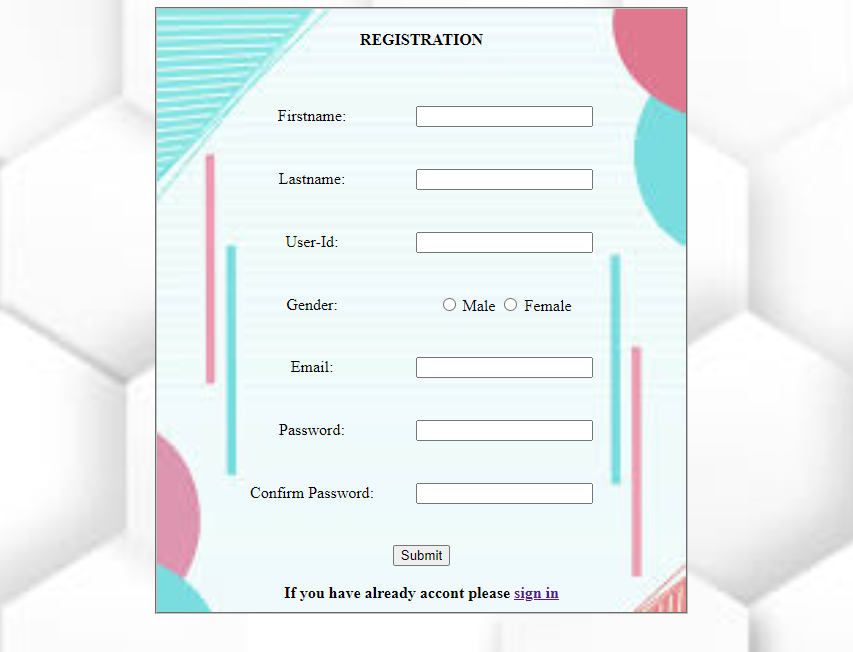 REGISTRATION
Firstname:
Lastname:
User-Id:
Gender: Male Female
Email:
Password:
Confirm Password:
Submit
If you have already accont please sign in